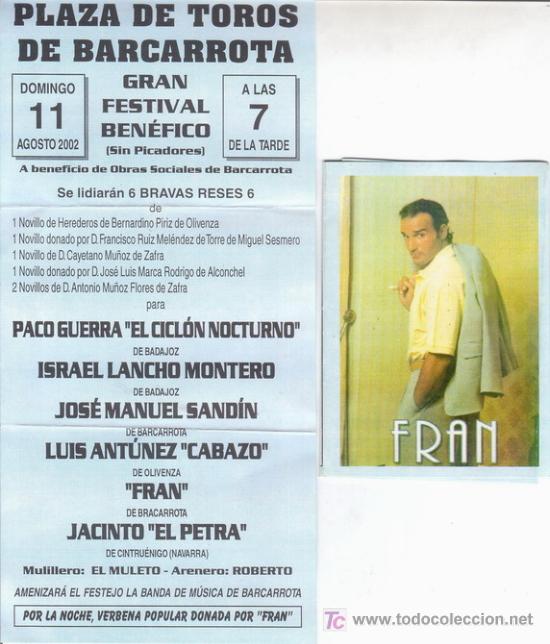 PLAZA DE TOROS
DE BARCARROTA
DOMINGO
11
AGOSTO 2002
GRAN
FESTIVAL
BENÉFICO
(Sin Picadores)
A LAS
7
DE LA TARDE
A beneficio de Obras Sociales de Barcarrota
Se lidiarán 6 BRAVAS RESES 6
de
1 Novillo de Herederos de Bernardino Piriz de Olivenza
1 Novillo donado por D. Francisco Ruiz Meléndez de Torre de Miguel Sesmero
1 Novillo de D. Cayetano Muñoz de Zafra
1 Novillo donado por D. José Luis Marca Rodrigo de Alconchel
2 Novillos de D. Antonio Muñoz Flores de Zafra
para
PACO GUERRA "EL CICLÓN NOCTURNO"
DE BADAJOZ
ISRAEL LANCHO MONTERO
DE BADAJOZ
JOSÉ MANUEL SANDÍN
DE BARCARROTA
LUIS ANTÚNEZ "CABAZO"
DE OLIVENZA
"FRAN"
DE BRACARROTA
JACINTO "EL PETRA"
DE CINTRUÉNIGO (NAVARRA)
Mulillero: EL MULETO - Arenero: ROBERTO
AMENIZARÁ EL FESTEJO LA BANDA DE MÚSICA DE BARCARROTA
POR LA NOCHE, VERBENA POPULAR DONADA POR "FRAN"
FRAN
TC www.todocoleccion.net